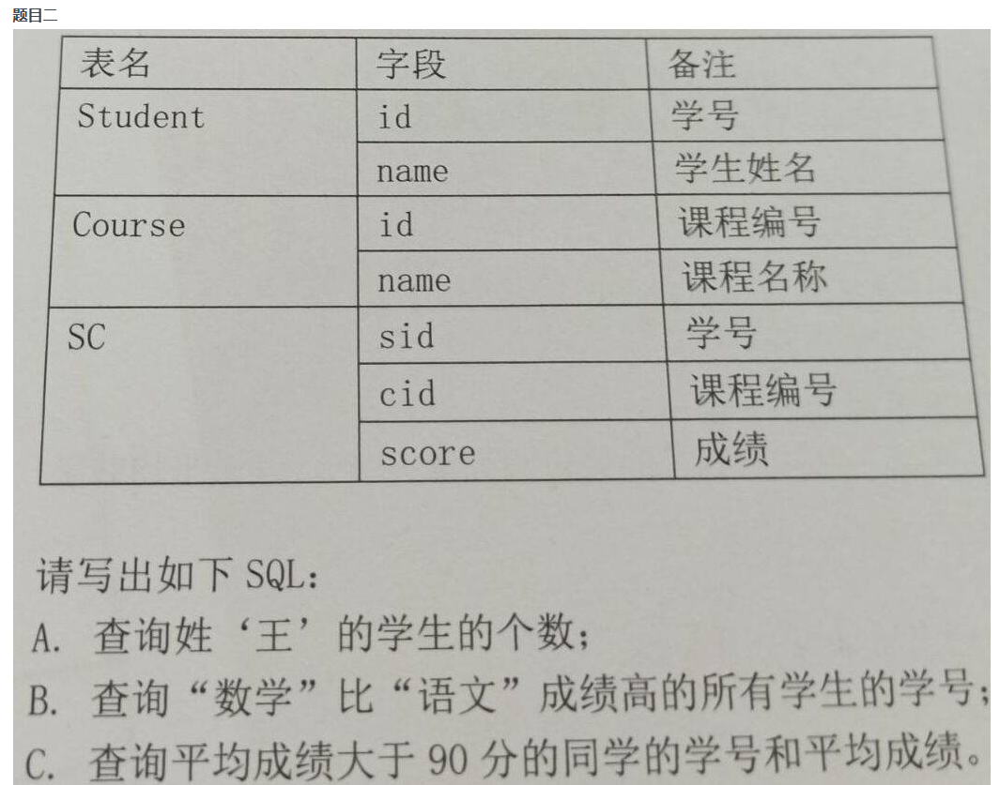 题目二
表名 字段 备注
Student id 学号
name 学生姓名
Course id 课程编号
name 课程名称
SC sid 学号
cid 课程编号
score 成绩
请写出如下 SQL:
A. 查询姓‘王’的学生的个数;
B. 查询“数学”比“语文”成绩高的所有学生的学号;
C. 查询平均成绩大于 90 分的同学的学号和平均成绩。